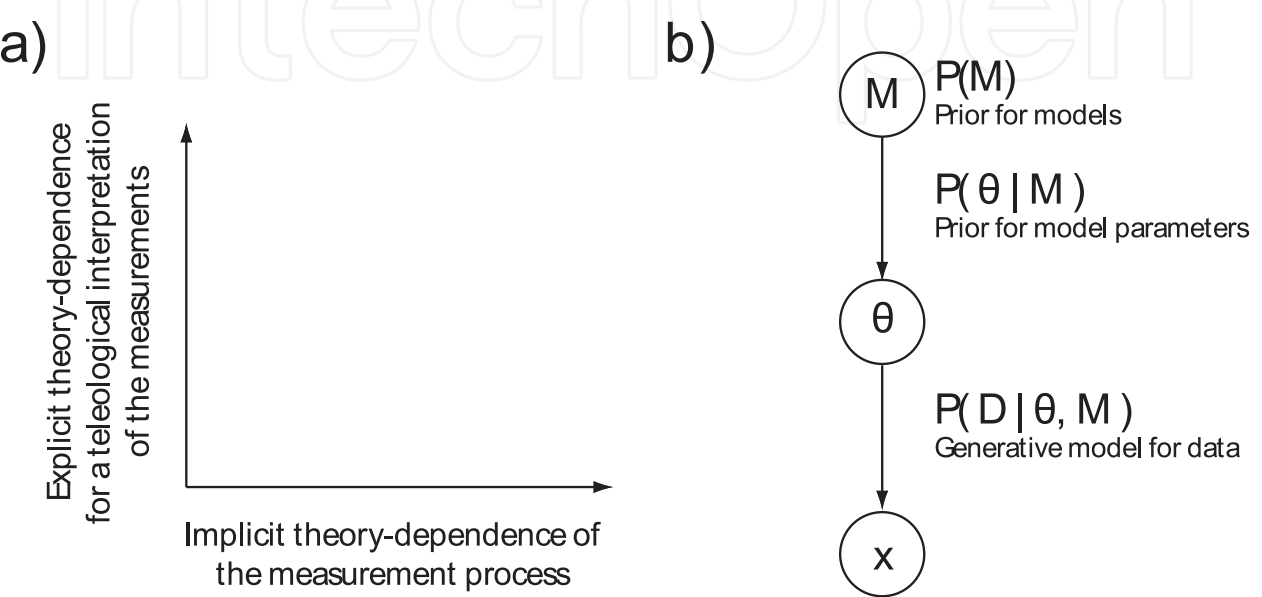 IntechOpen
a)
Explicit theory-dependence
for a teleological interpretation
of the measurements
Implicit theory-dependence of
the measurement process
b)
M
P(M)
Prior for models
P( θ | M )
Prior for model parameters
θ
P( D | θ, M )
Generative model for data
x